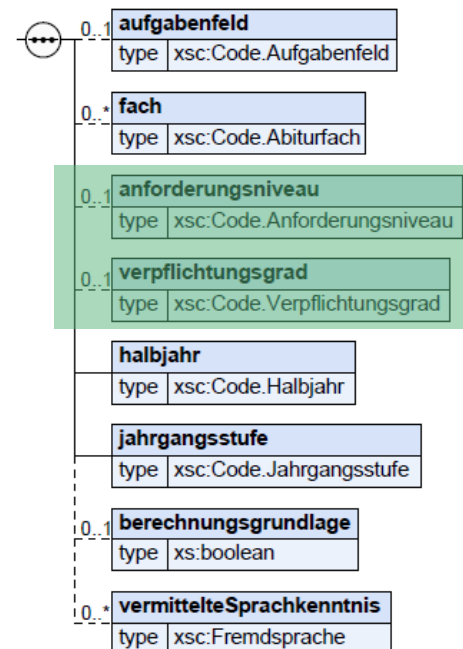 0..1 aufgabenfeld
type xsc:Code.Aufgabenfeld
0..* fach
type xsc:Code.Abiturfach
0..1 anforderungsniveau
type xsc:Code.Anforderungsniveau
0..1 verpflichtungsgrad
type xsc:Code.Verpflichtungsgrad
halbjahr
type xsc:Code.Halbjahr
jahrgangsstufe
type xsc:Code.Jahrgangsstufe
0..1 berechnungsgrundlage
type xs:boolean
0..* vermittelteSprachkenntnis
type xsc:Fremdsprache